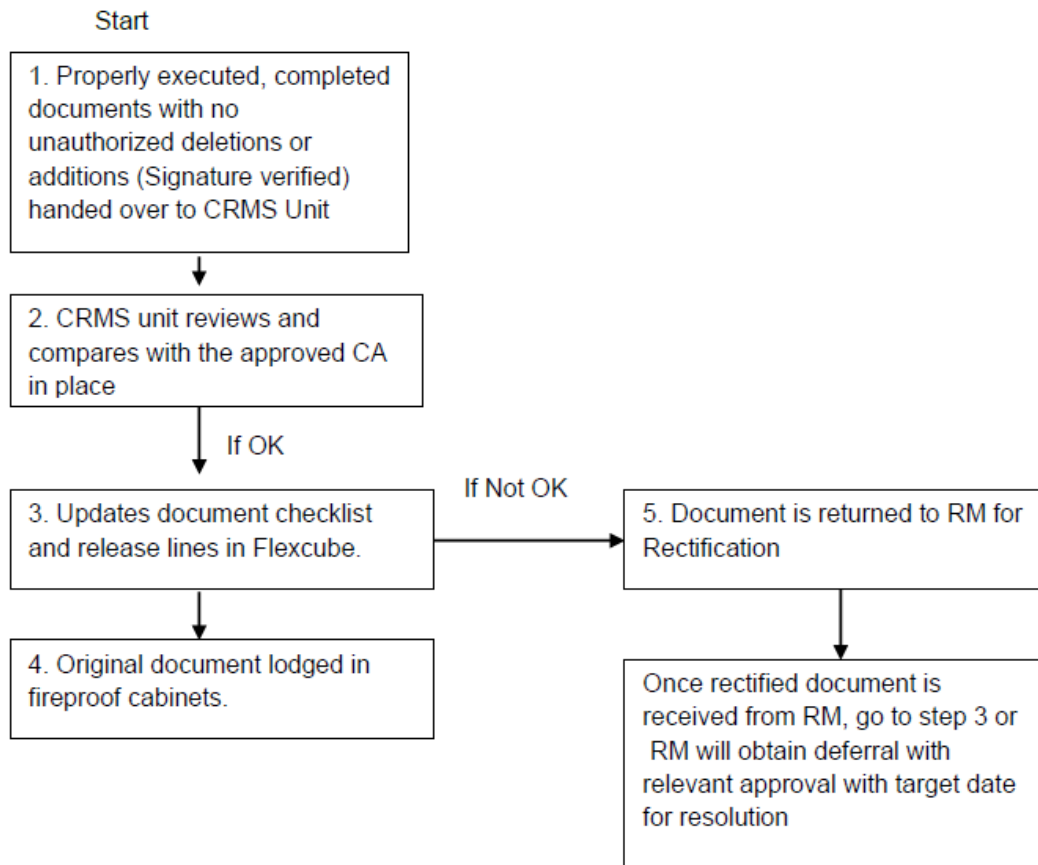 Start
1. Properly executed, completed
documents with no
unauthorized deletions or
additions (Signature verified)
handed over to CRMS Unit
2. CRMS unit reviews and
compares with the approved CA
in place
If OK
If Not OK
3. Updates document checklist
and release lines in Flexcube.
5. Document is returned to RM for
Rectification
4. Original document lodged in
fireproof cabinets.
Once rectified document is
received from RM, go to step 3 or
RM will obtain deferral with
relevant approval with target date
for resolution